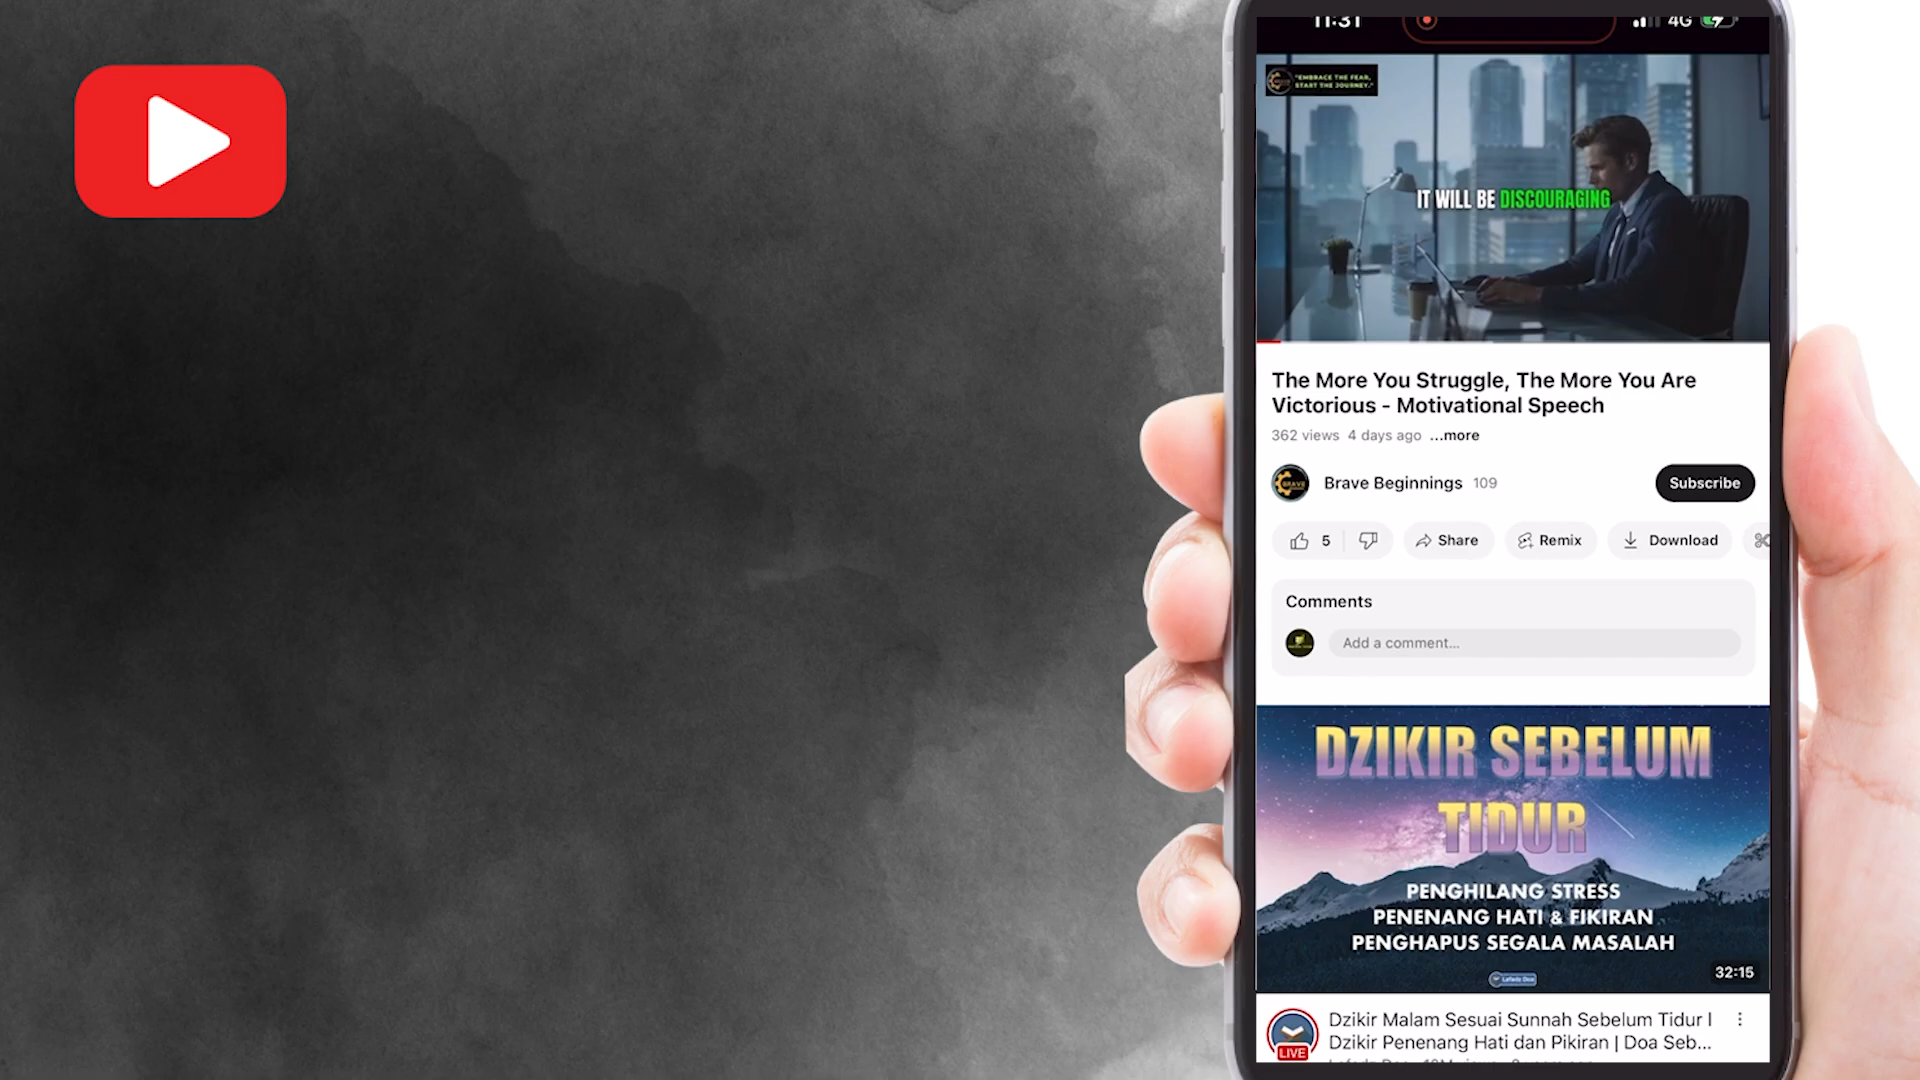 11:31
4G
"EMBRACE THE FEAR,
START THE JOURNEY."
IT WILL BE DISCOURAGING
The More You Struggle, The More You Are
Victorious - Motivational Speech
362 views 4 days ago ...more
BRAVE
Brave Beginnings 109
Subscribe
5
Share
Remix
Download
Comments
Add a comment...
DZIKIR SEBELUM
TIDUR
PENGHILANG STRESS
PENENANG HATI & FIKIRAN
PENGHAPUS SEGALA MASALAH
Lafadz Doa
32:15
Dzikir Malam Sesuai Sunnah Sebelum Tidur l
Dzikir Penenang Hati dan Pikiran | Doa Seb...
LIVE